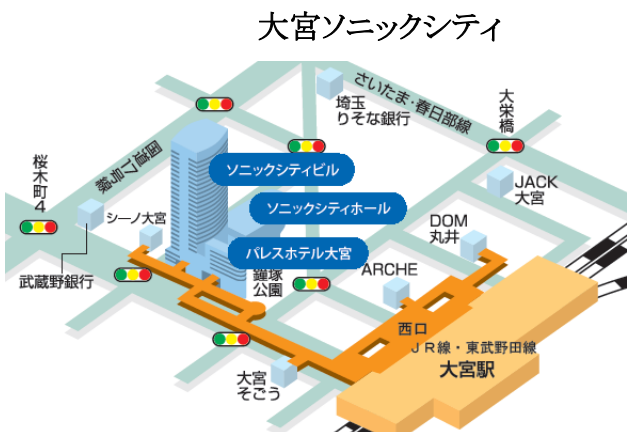 大宮ソニックシティ
さいたま・春日部線
埼玉
りそな銀行
大栄橋
国道17号線
桜木町4
ソニックシティビル
ソニックシティホール
パレスホテル大宮
JACK
大宮
シーノ大宮
DOM
丸井
武蔵野銀行
鐘塚
公園
ARCHE
西口
JR線・東武野田線
大宮駅
大宮
そごう